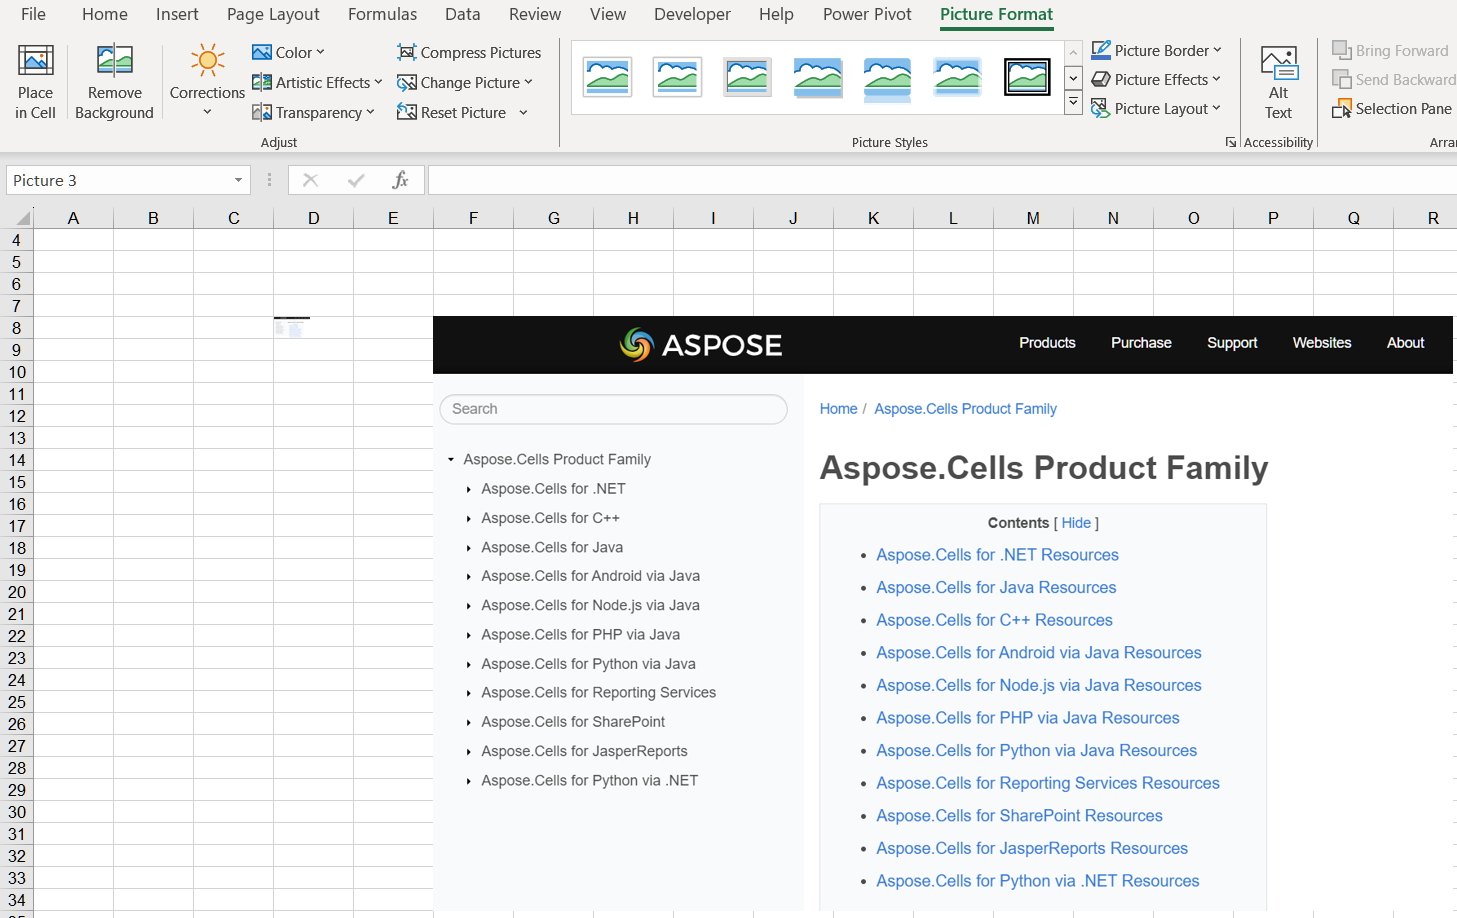 File Home Insert Page Layout Formulas Data Review View Developer Help Power Pivot Picture Format
Place in Cell
Remove Background
Corrections
Color
Artistic Effects
Transparency
Compress Pictures
Change Picture
Reset Picture
Adjust
Picture Styles
Picture Border
Picture Effects
Picture Layout
Alt Text
Accessibility
Bring Forward
Send Backward
Selection Pane
Arra
Picture 3
fx
A B C D E F G H I J K L M N O P Q R
4
5
6
7
8
9
10
11
12
13
14
15
16
17
18
19
20
21
22
23
24
25
26
27
28
29
30
31
32
33
34
ASPOSE
Products Purchase Support Websites About
Search
Aspose.Cells Product Family
Aspose.Cells for .NET
Aspose.Cells for C++
Aspose.Cells for Java
Aspose.Cells for Android via Java
Aspose.Cells for Node.js via Java
Aspose.Cells for PHP via Java
Aspose.Cells for Python via Java
Aspose.Cells for Reporting Services
Aspose.Cells for SharePoint
Aspose.Cells for JasperReports
Aspose.Cells for Python via .NET
Home / Aspose.Cells Product Family
Aspose.Cells Product Family
Contents [ Hide ]
Aspose.Cells for .NET Resources
Aspose.Cells for Java Resources
Aspose.Cells for C++ Resources
Aspose.Cells for Android via Java Resources
Aspose.Cells for Node.js via Java Resources
Aspose.Cells for PHP via Java Resources
Aspose.Cells for Python via Java Resources
Aspose.Cells for Reporting Services Resources
Aspose.Cells for SharePoint Resources
Aspose.Cells for JasperReports Resources
Aspose.Cells for Python via .NET Resources